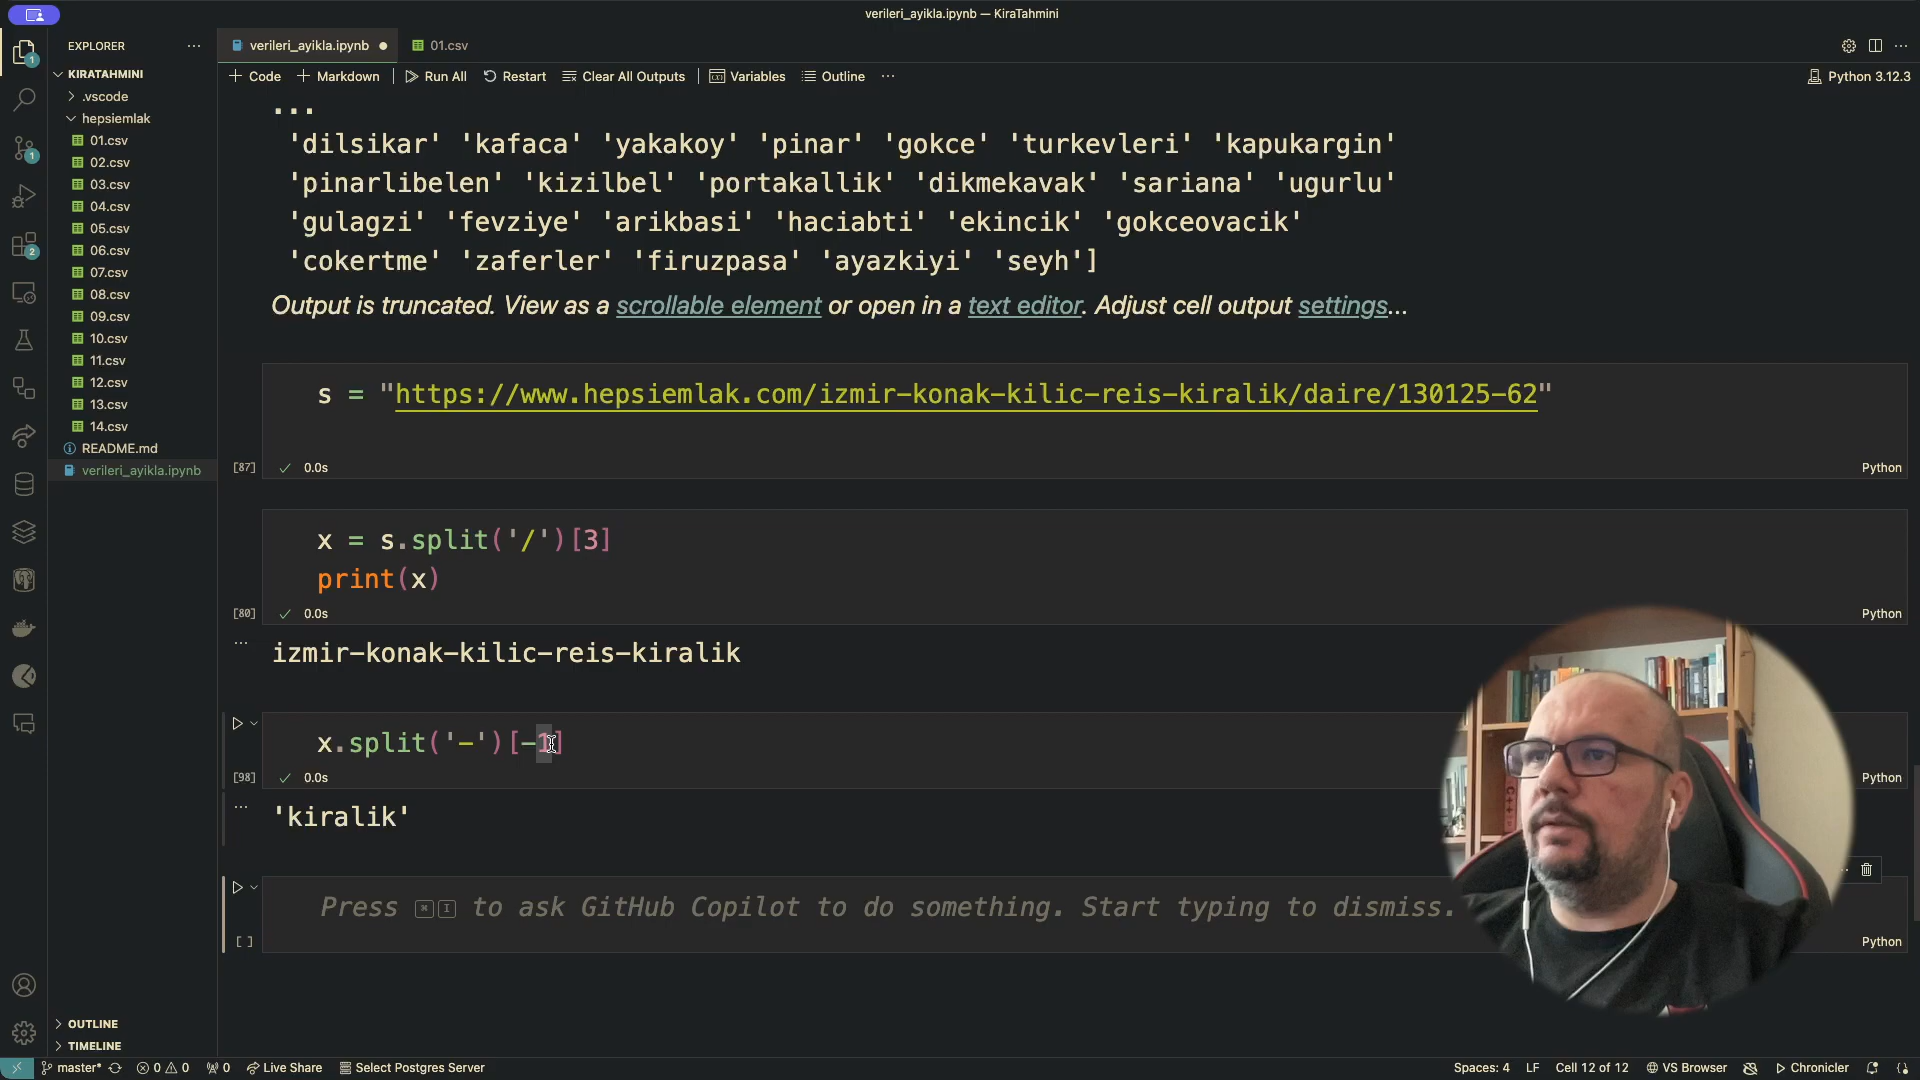 verileri_ayikla.ipynb — KiraTahmini
EXPLORER
verileri_ayikla.ipynb
01.csv
KIRATAHMINI
Code
Markdown
Run All
Restart
Clear All Outputs
Variables
Outline
Python 3.12.3
.vscode
hepsiemlak
01.csv
02.csv
03.csv
04.csv
05.csv
06.csv
07.csv
08.csv
09.csv
10.csv
11.csv
12.csv
13.csv
14.csv
README.md
verileri_ayikla.ipynb
OUTLINE
TIMELINE
...
'dilsikar' 'kafaca' 'yakakoy' 'pinar' 'gokce' 'turkevleri' 'kapukargin'
'pinarlibelen' 'kizilbel' 'portakallik' 'dikmekavak' 'sariana' 'ugurlu'
'gulagzi' 'fevziye' 'arikbasi' 'haciabti' 'ekincik' 'gokceovacik'
'cokertme' 'zaferler' 'firuzpasa' 'ayazkiyi' 'seyh']
Output is truncated. View as a scrollable element or open in a text editor. Adjust cell output settings...
s = "https://www.hepsiemlak.com/izmir-konak-kilic-reis-kiralik/daire/130125-62"
[87] 0.0s Python
x = s.split('/')[3]
print(x)
[80] 0.0s Python
izmir-konak-kilic-reis-kiralik
x.split('-')[-1]
[98] 0.0s Python
'kiralik'
Press ⌘ I to ask GitHub Copilot to do something. Start typing to dismiss.
[ ] Python
master* 0 0 0 Live Share Select Postgres Server Spaces: 4 LF Cell 12 of 12 VS Browser Chronicler